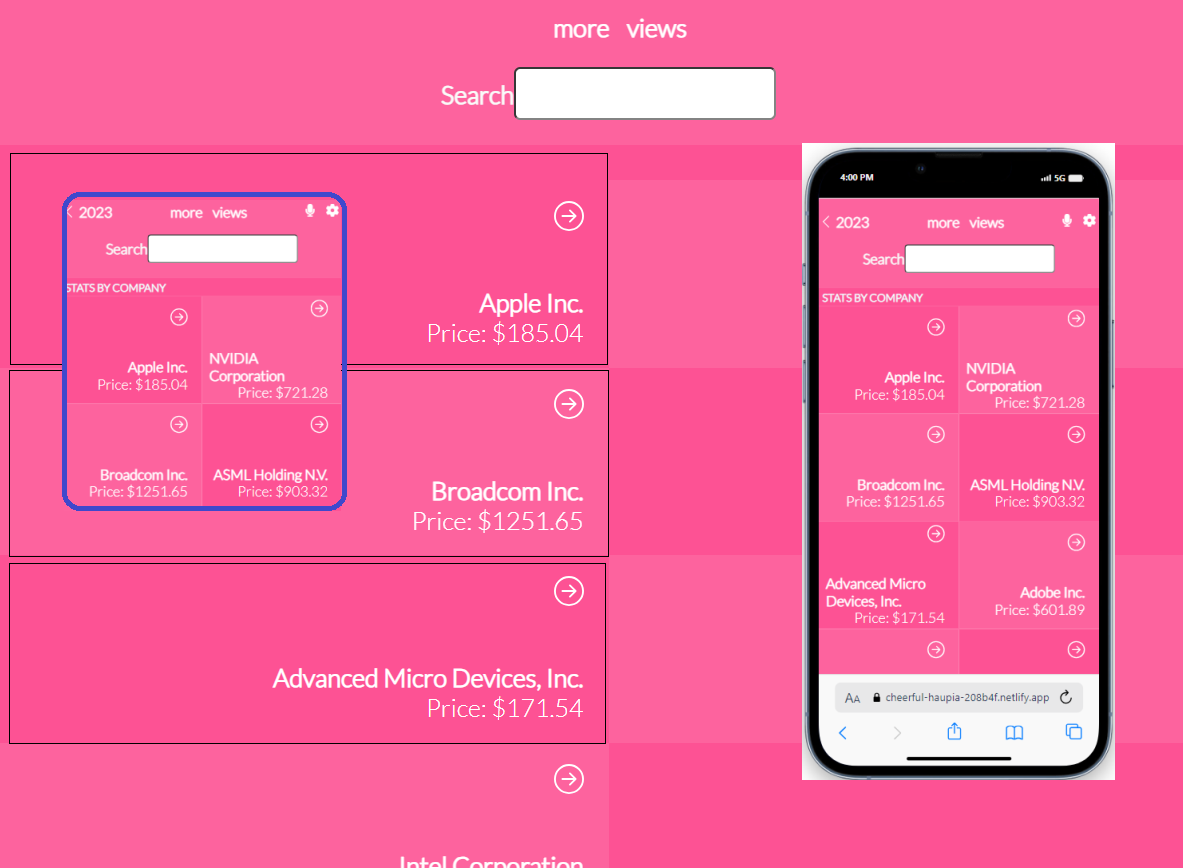 more views
Search
Apple Inc.
Price: $185.04
Broadcom Inc.
Price: $1251.65
Advanced Micro Devices, Inc.
Price: $171.54
Intel Corporation
2023
more views
Search
STATS BY COMPANY
Apple Inc.
Price: $185.04
NVIDIA
Corporation
Price: $721.28
Broadcom Inc.
Price: $1251.65
ASML Holding N.V.
Price: $903.32
4:00 PM
5G
2023
more views
Search
STATS BY COMPANY
Apple Inc.
Price: $185.04
NVIDIA
Corporation
Price: $721.28
Broadcom Inc.
Price: $1251.65
ASML Holding N.V.
Price: $903.32
Advanced Micro
Devices, Inc.
Price: $171.54
Adobe Inc.
Price: $601.89
AA cheerful-haupia-208b4f.netlify.app